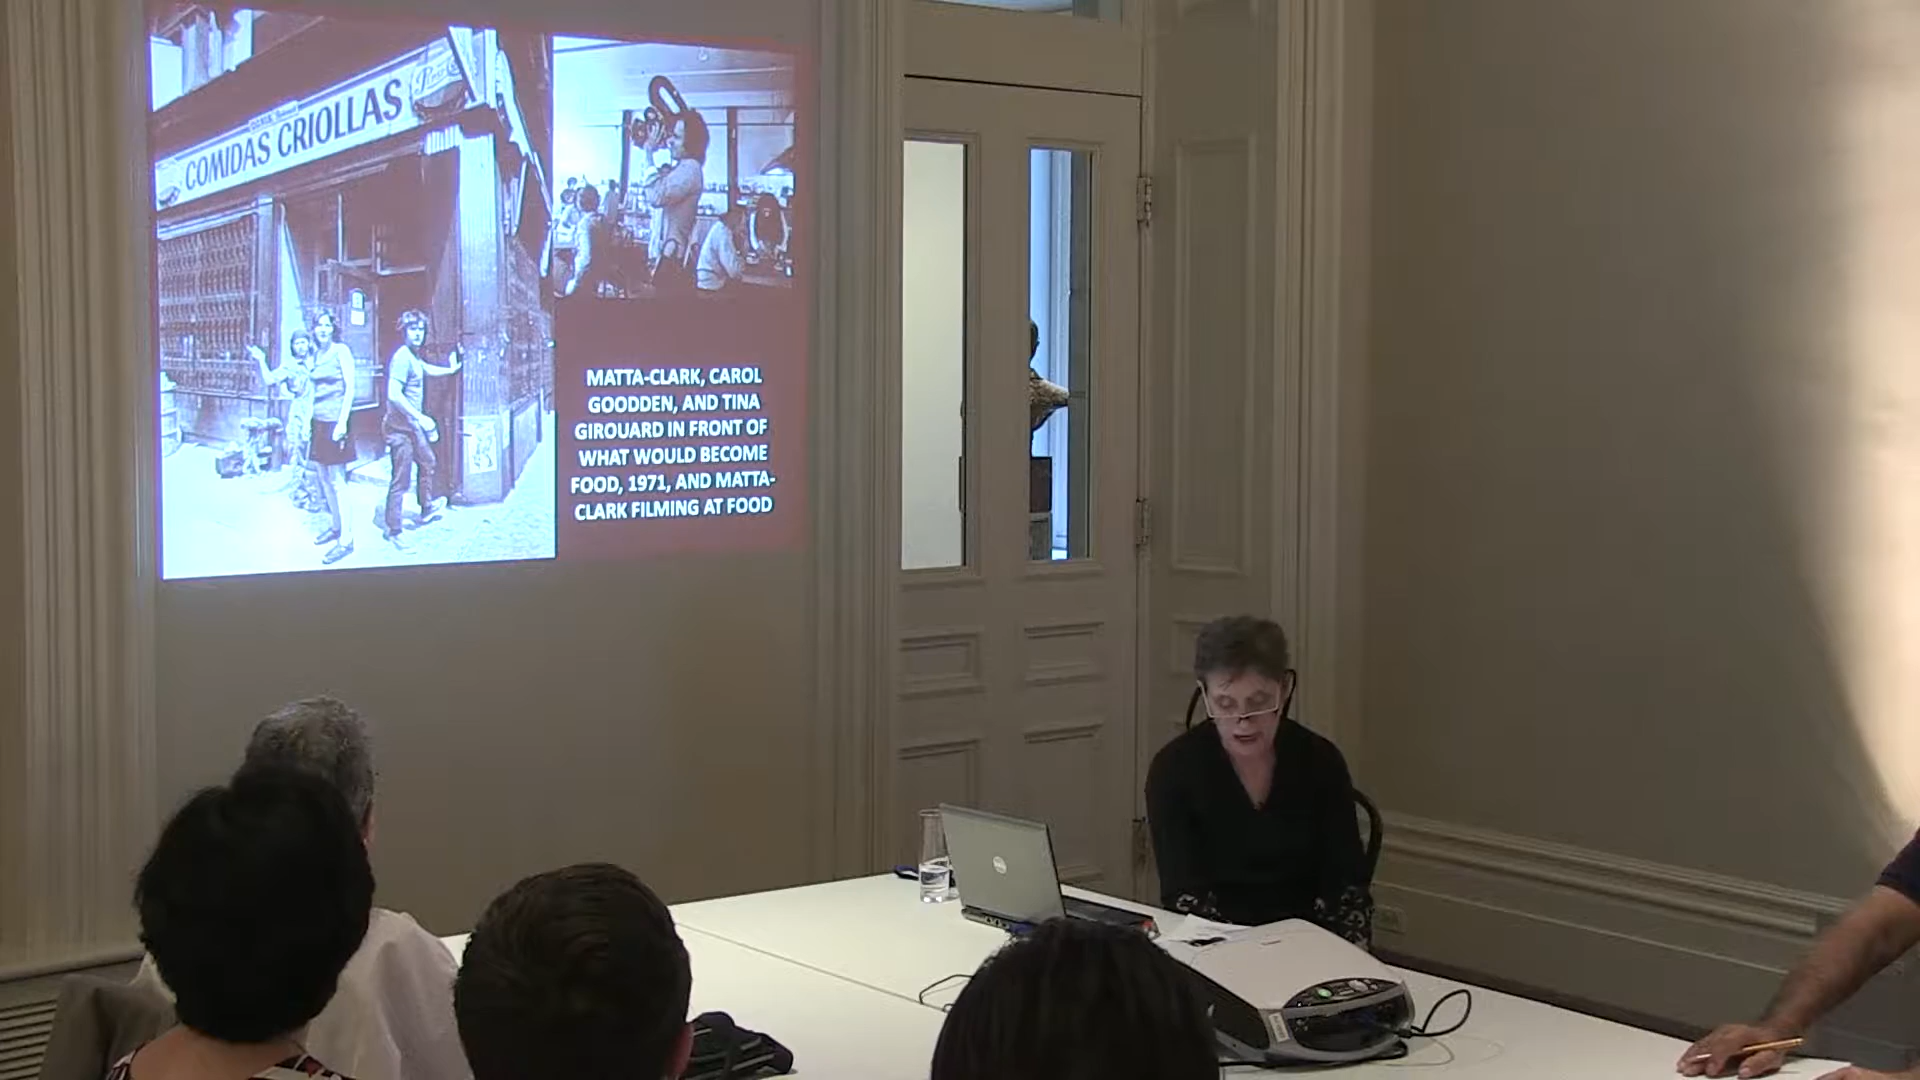 COMIDAS CRIOLLAS
MATTA-CLARK, CAROL
GOODDEN, AND TINA
GIROUARD IN FRONT OF
WHAT WOULD BECOME
FOOD, 1971, AND MATTA-
CLARK FILMING AT FOOD